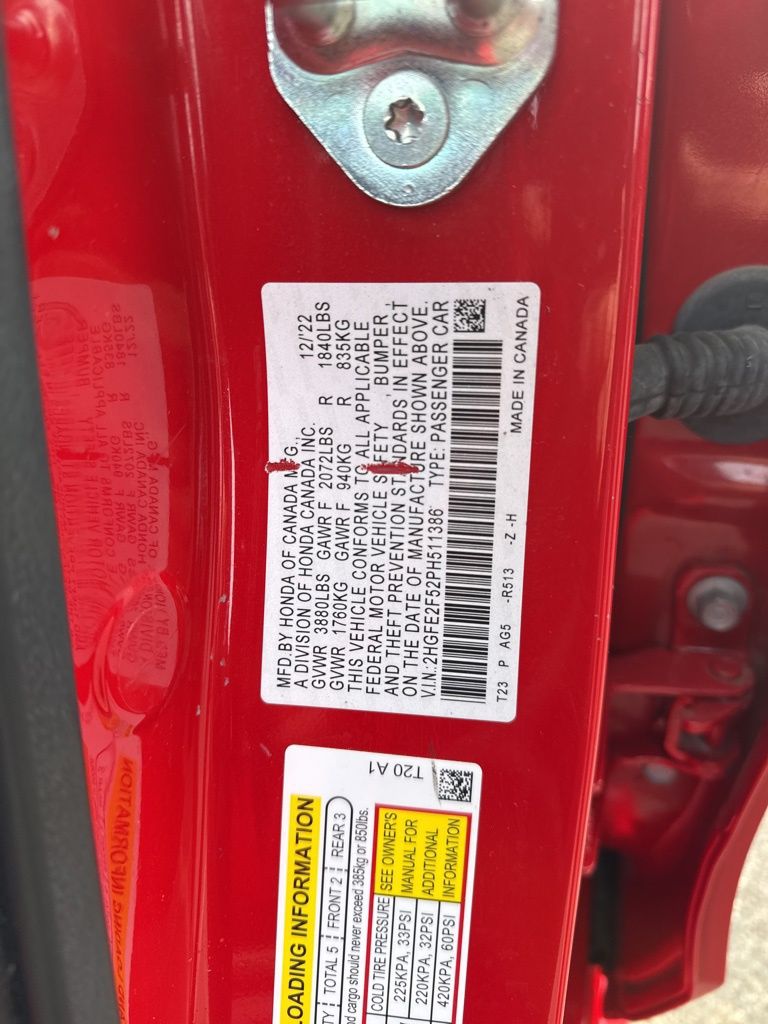 MFD.BY HONDA OF CANADA MFG., 12/'22
A DIVISION OF HONDA CANADA INC.
GVWR 3880LBS GAWR F 2072LBS R 1840LBS
GVWR 1760KG GAWR F 940KG R 835KG
THIS VEHICLE CONFORMS TO ALL APPLICABLE
FEDERAL MOTOR VEHICLE SAFETY, BUMPER,
AND THEFT PREVENTION STANDARDS IN EFFECT
ON THE DATE OF MANUFACTURE SHOWN ABOVE.
V.I.N.:2HGFE2F52PH511386 TYPE: PASSENGER CAR
T23 P AG5 -R513 -Z -H MADE IN CANADA
T20 A1
LOADING INFORMATION
TOTAL 5 FRONT 2 REAR 3
cargo should never exceed 385kg or 850lbs.
COLD TIRE PRESSURE SEE OWNER'S
225KPA, 33PSI MANUAL FOR
220KPA, 32PSI ADDITIONAL
420KPA, 60PSI INFORMATION